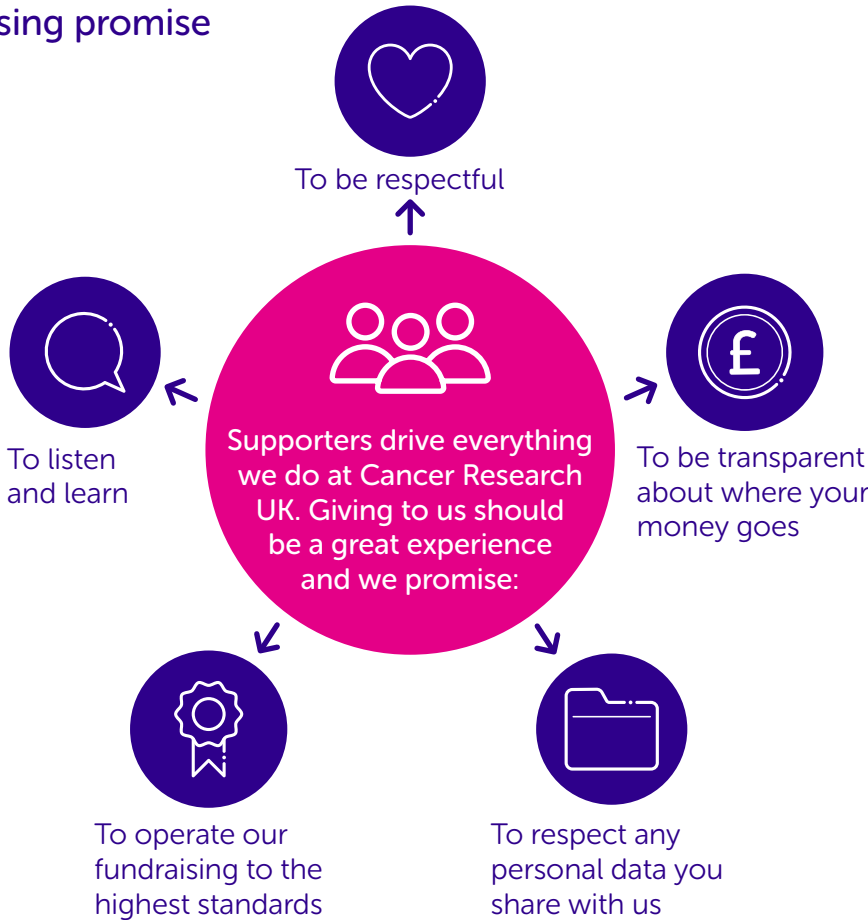 sing promise
To be respectful
Supporters drive everything
we do at Cancer Research
UK. Giving to us should
be a great experience
and we promise:
£
To be transparent
about where your
money goes
To listen
and learn
To operate our
fundraising to the
highest standards
To respect any
personal data you
share with us